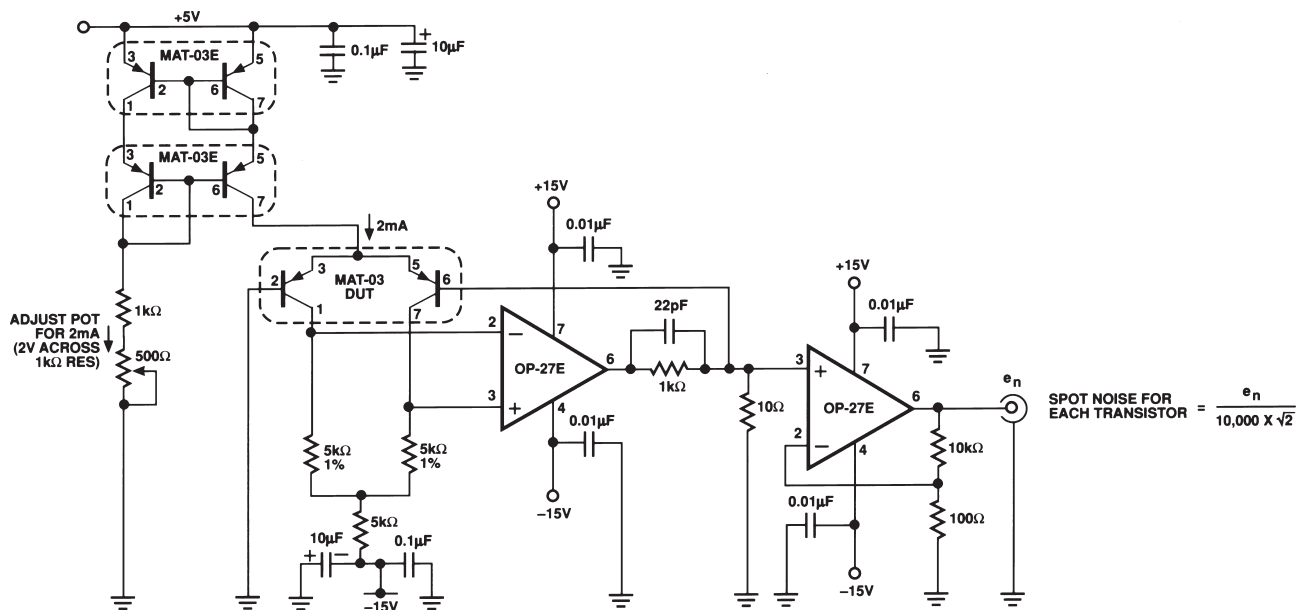 +5V
0.1µF
+
10µF
MAT-03E
3
5
2
6
1
7
MAT-03E
3
5
2
6
1
7
2mA
+15V
0.01µF
MAT-03
DUT
3
5
2
6
1
7
1kΩ
ADJUST POT
FOR 2mA
(2V ACROSS
1kΩ RES)
500Ω
22pF
1kΩ
2
–
7
6
OP-27E
3
+
4
0.01µF
–15V
10Ω
+15V
0.01µF
3
+
7
6
OP-27E
2
–
4
0.01µF
–15V
10kΩ
100Ω
en
SPOT NOISE FOR
EACH TRANSISTOR = en
10,000 X √2
5kΩ
1%
5kΩ
1%
5kΩ
10µF
+
–
0.1µF
–15V